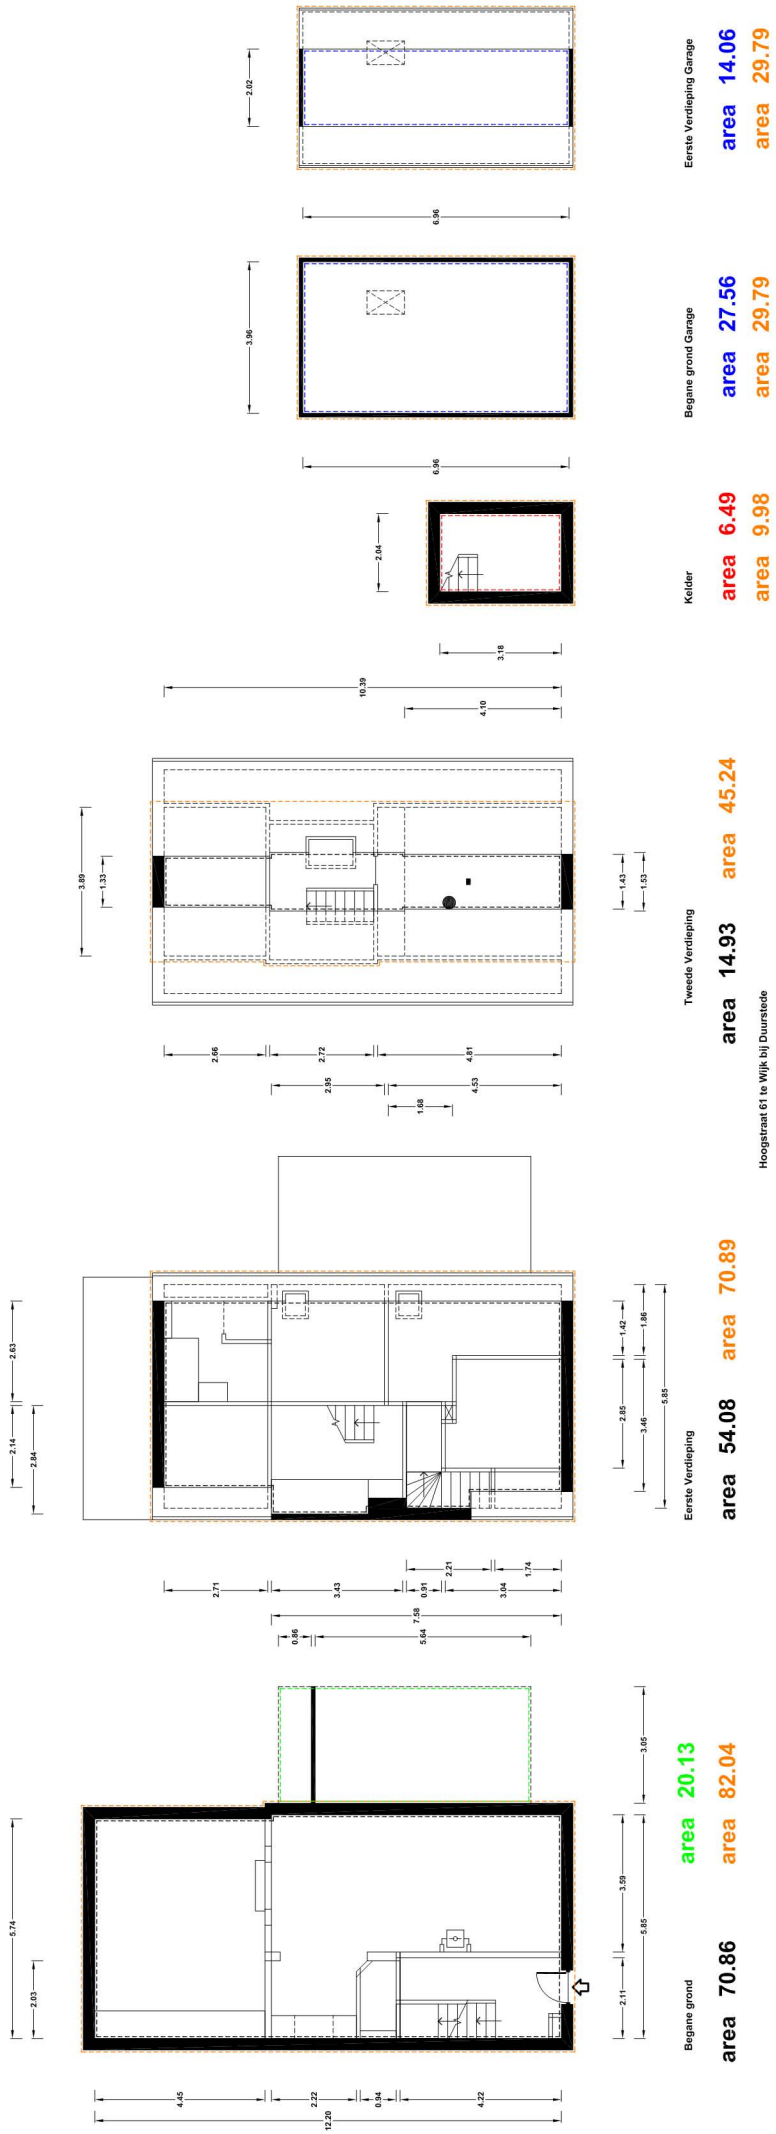 2.03
5.74
4.45
2.22
0.94
4.22
12.20
2.11
3.59
5.85
3.05
Begane grond
area 70.86
area 20.13
area 82.04
0.86
5.64
7.58
2.14
2.63
2.84
2.71
3.43
0.91
3.04
2.21
1.74
2.85
1.42
3.46
1.86
5.85
Eerste Verdieping
area 54.08
area 70.89
2.95
4.53
1.68
2.66
2.72
4.81
3.89
1.33
1.43
1.53
10.39
4.10
Tweede Verdieping
area 14.93
area 45.24
2.04
3.18
Kelder
area 6.49
area 9.98
3.96
6.96
Begane grond Garage
area 27.56
area 29.79
2.02
6.96
Eerste Verdieping Garage
area 14.06
area 29.79
Hoogstraat 61 te Wijk bij Duurstede